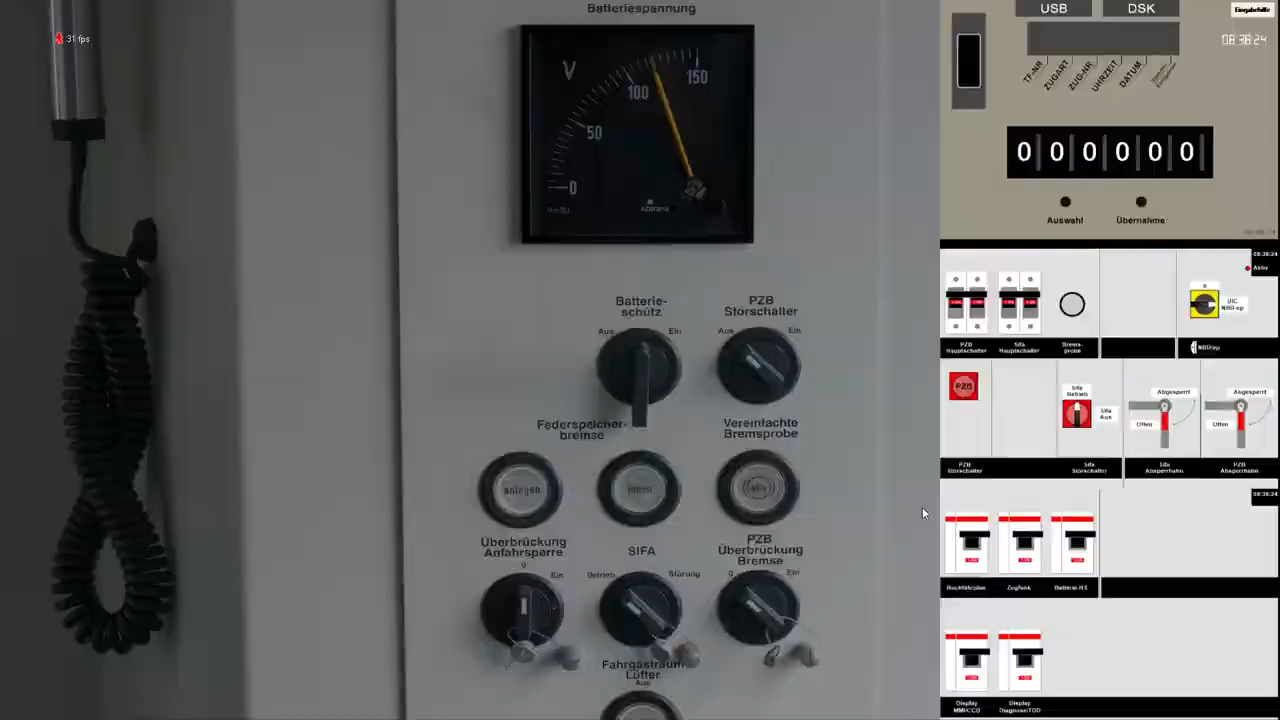 Batteriespannung
31 fps
V
50
100
150
0
Batterie-
schütz
Aus
Ein
PZB
Störschalter
Aus
Ein
Federspeicher-
bremse
Vereinfachte
Bremsprobe
anlegen
lösen
Überbrückung
Anfahrsperre
0
Ein
SIFA
Betrieb
Störung
PZB
Überbrückung
Bremse
0
Ein
Fahrgastraum
Lüfter
Aus
USB
DSK
Eingabehilfe
08:38:24
TF-NR
ZUGART
ZUG-NR
UHRZEIT
DATUM
0 0 0 0 0 0
Auswahl
Übernahme
08:38:24
Aktiv
PZB
Hauptschalter
Sifa
Hauptschalter
Brems-
probe
UIC
NBÜ-ep
NBÜ/ep
PZB
Sifa
Betrieb
Sifa
Aus
Abgesperrt
Offen
Abgesperrt
Offen
PZB
Störschalter
Sifa
Störschalter
Sifa
Absperrhahn
PZB
Absperrhahn
08:38:24
Buchfahrplan
Zugfunk
Batterie-HS
Display
MMI/CCD
Display
Diagnose/TDD